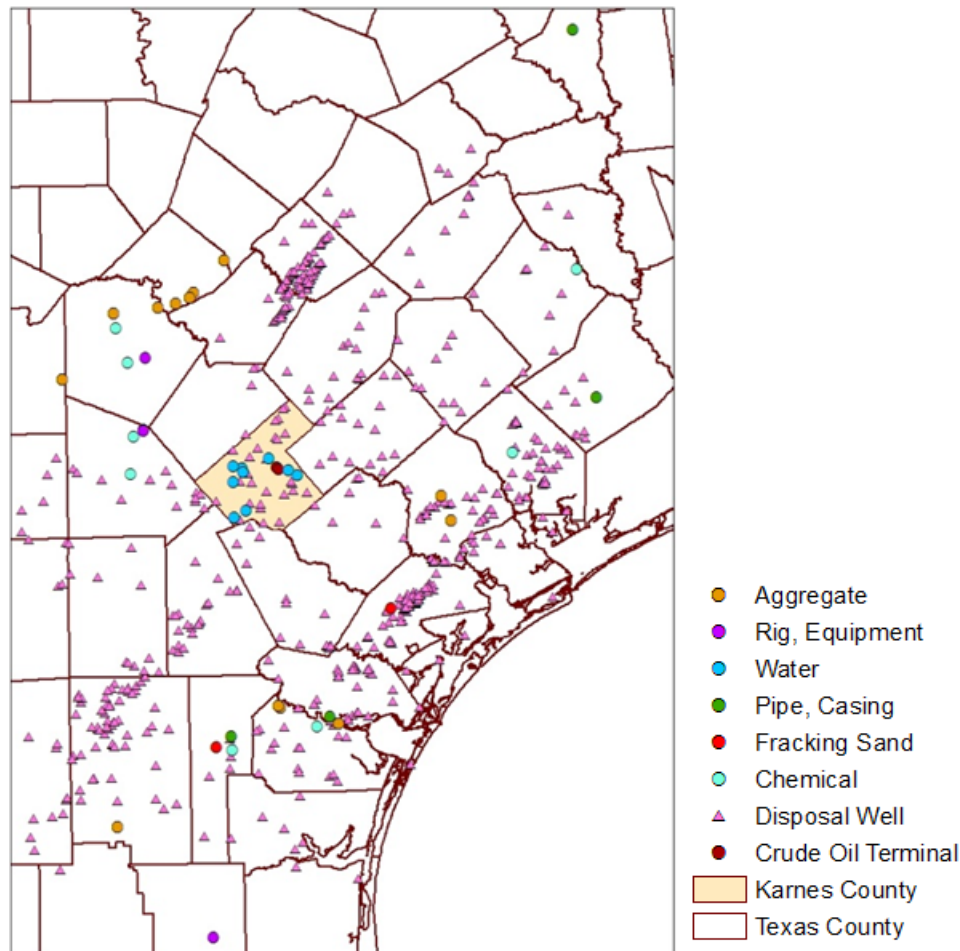 Aggregate
Rig, Equipment
Water
Pipe, Casing
Fracking Sand
Chemical
Disposal Well
Crude Oil Terminal
Karnes County
Texas County